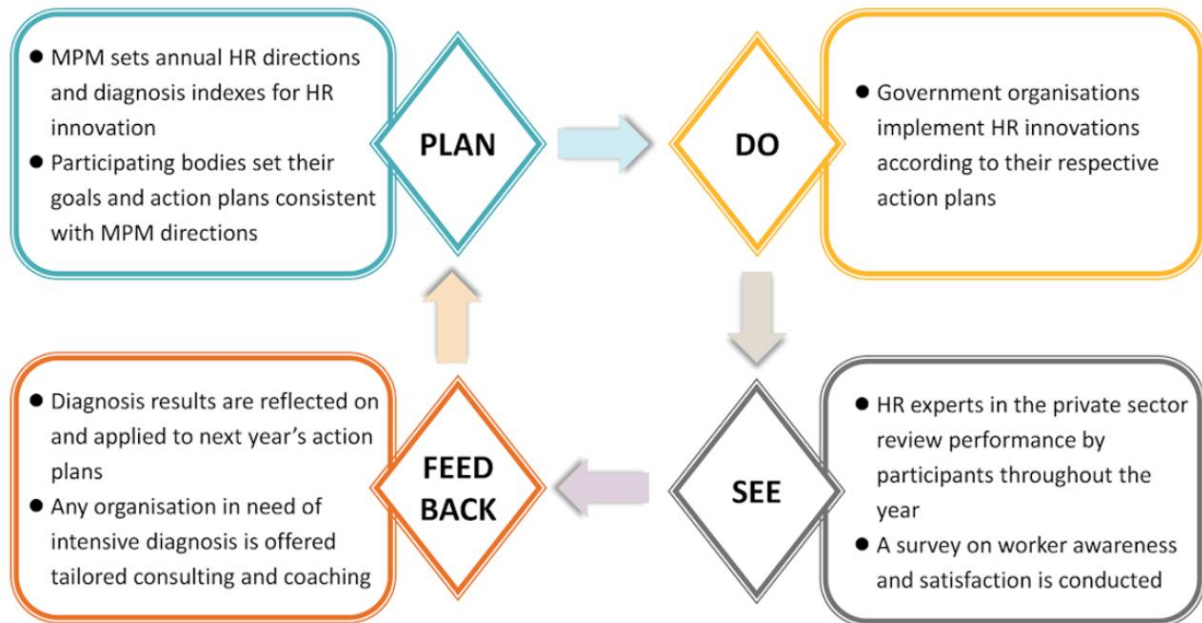 ● MPM sets annual HR directions
and diagnosis indexes for HR
innovation
● Participating bodies set their
goals and action plans consistent
with MPM directions
PLAN
DO
● Government organisations
implement HR innovations
according to their respective
action plans
● Diagnosis results are reflected on
and applied to next year’s action
plans
● Any organisation in need of
intensive diagnosis is offered
tailored consulting and coaching
FEED
BACK
SEE
● HR experts in the private sector
review performance by
participants throughout the
year
● A survey on worker awareness
and satisfaction is conducted